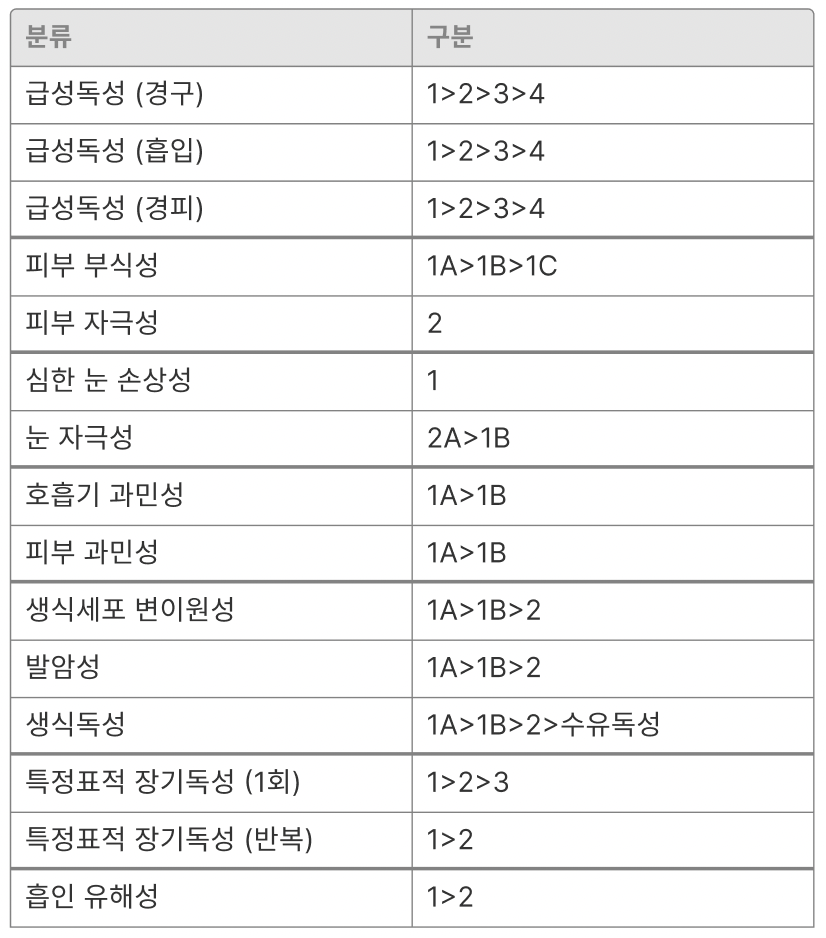 분류 구분
급성독성 (경구) 1>2>3>4
급성독성 (흡입) 1>2>3>4
급성독성 (경피) 1>2>3>4
피부 부식성 1A>1B>1C
피부 자극성 2
심한 눈 손상성 1
눈 자극성 2A>1B
호흡기 과민성 1A>1B
피부 과민성 1A>1B
생식세포 변이원성 1A>1B>2
발암성 1A>1B>2
생식독성 1A>1B>2>수유독성
특정표적 장기독성 (1회) 1>2>3
특정표적 장기독성 (반복) 1>2
흡인 유해성 1>2